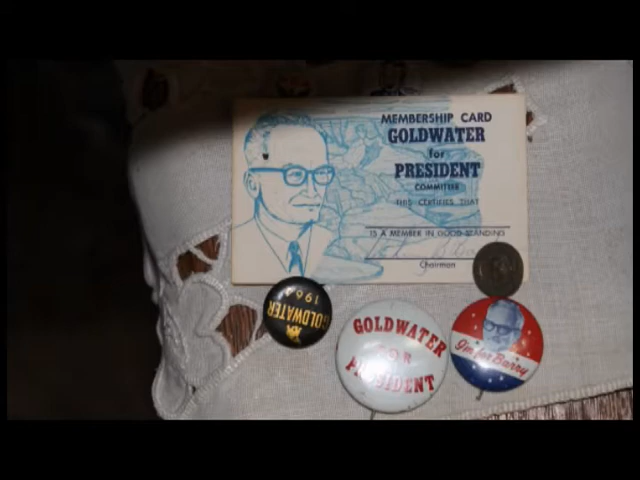 MEMBERSHIP CARD
GOLDWATER
for
PRESIDENT
COMMITTEE
THIS CERTIFIES THAT
IS A MEMBER IN GOOD STANDING
Chairman
GOLDWATER
1964
GOLDWATER
FOR
PRESIDENT
I'm for Barry